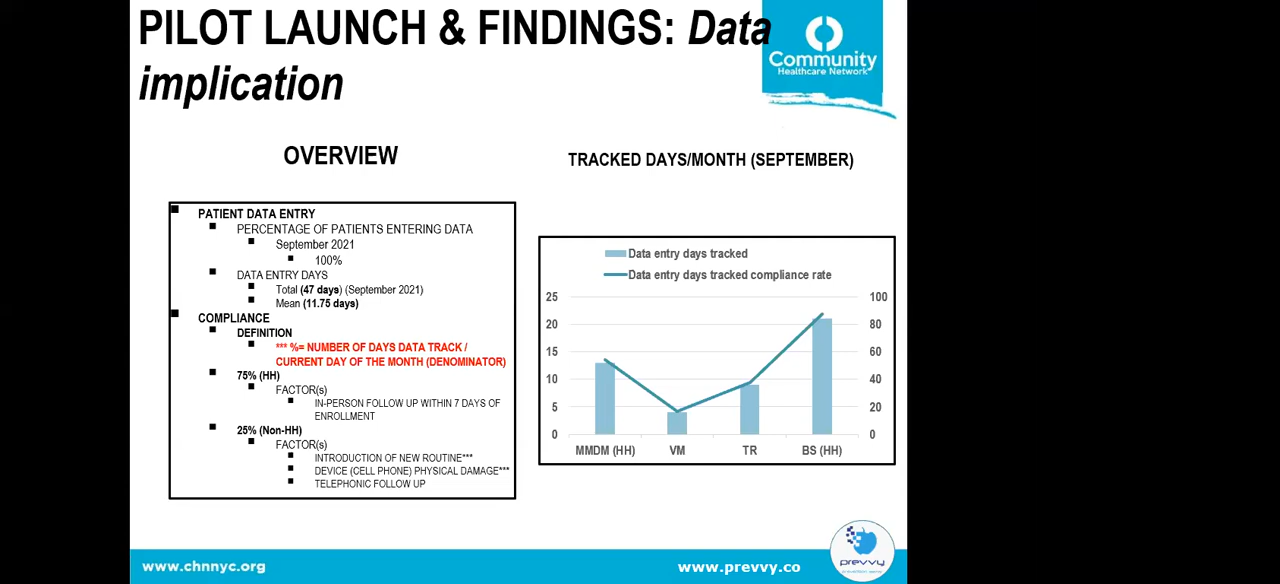 PILOT LAUNCH & FINDINGS: Data
implication
Community
Healthcare Network
OVERVIEW
PATIENT DATA ENTRY
PERCENTAGE OF PATIENTS ENTERING DATA
September 2021
100%
DATA ENTRY DAYS
Total (47 days) (September 2021)
Mean (11.75 days)
COMPLIANCE
DEFINITION
*** %= NUMBER OF DAYS DATA TRACK /
CURRENT DAY OF THE MONTH (DENOMINATOR)
75% (HH)
FACTOR(s)
IN-PERSON FOLLOW UP WITHIN 7 DAYS OF
ENROLLMENT
25% (Non-HH)
FACTOR(s)
INTRODUCTION OF NEW ROUTINE***
DEVICE (CELL PHONE) PHYSICAL DAMAGE***
TELEPHONIC FOLLOW UP
TRACKED DAYS/MONTH (SEPTEMBER)
Data entry days tracked
Data entry days tracked compliance rate
25 100
20 80
15 60
10 40
5 20
0 0
MMDM (HH) VM TR BS (HH)
www.chnnyc.org
www.prevvy.co
prevvy